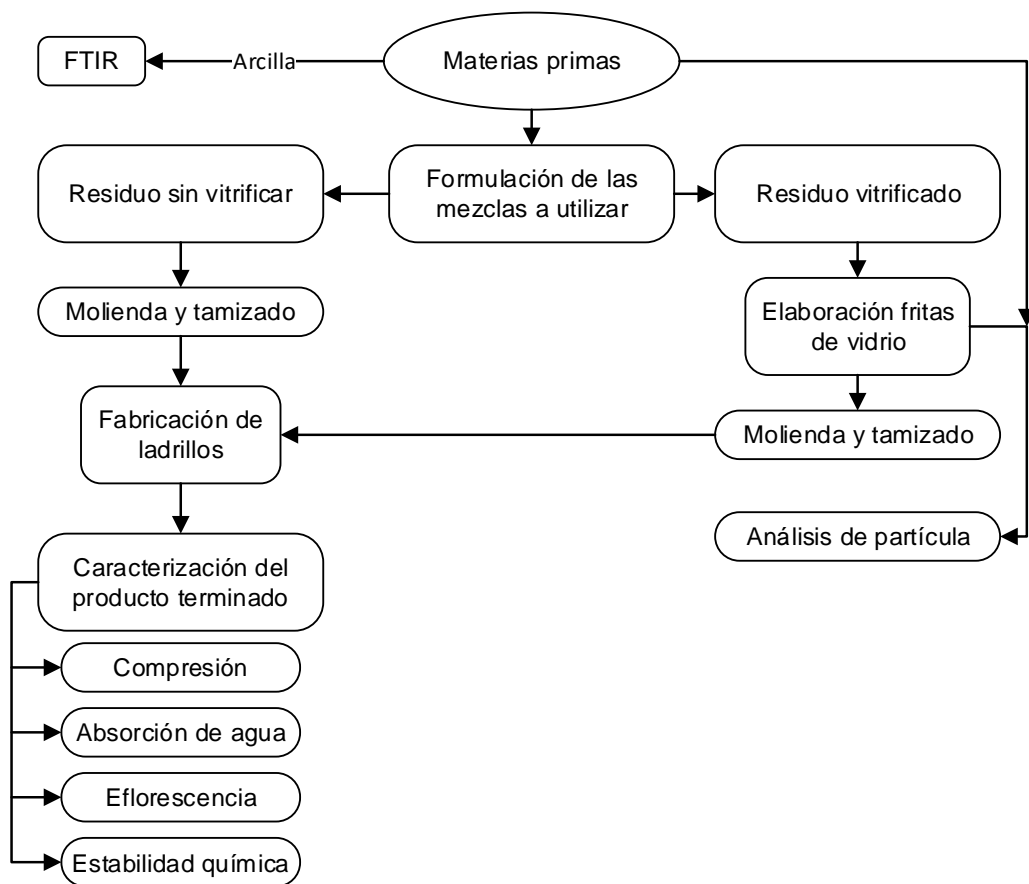 FTIR
Arcilla
Materias primas
Residuo sin vitrificar
Formulación de las
mezclas a utilizar
Residuo vitrificado
Molienda y tamizado
Elaboración fritas
de vidrio
Fabricación de
ladrillos
Molienda y tamizado
Caracterización del
producto terminado
Análisis de partícula
Compresión
Absorción de agua
Eflorescencia
Estabilidad química